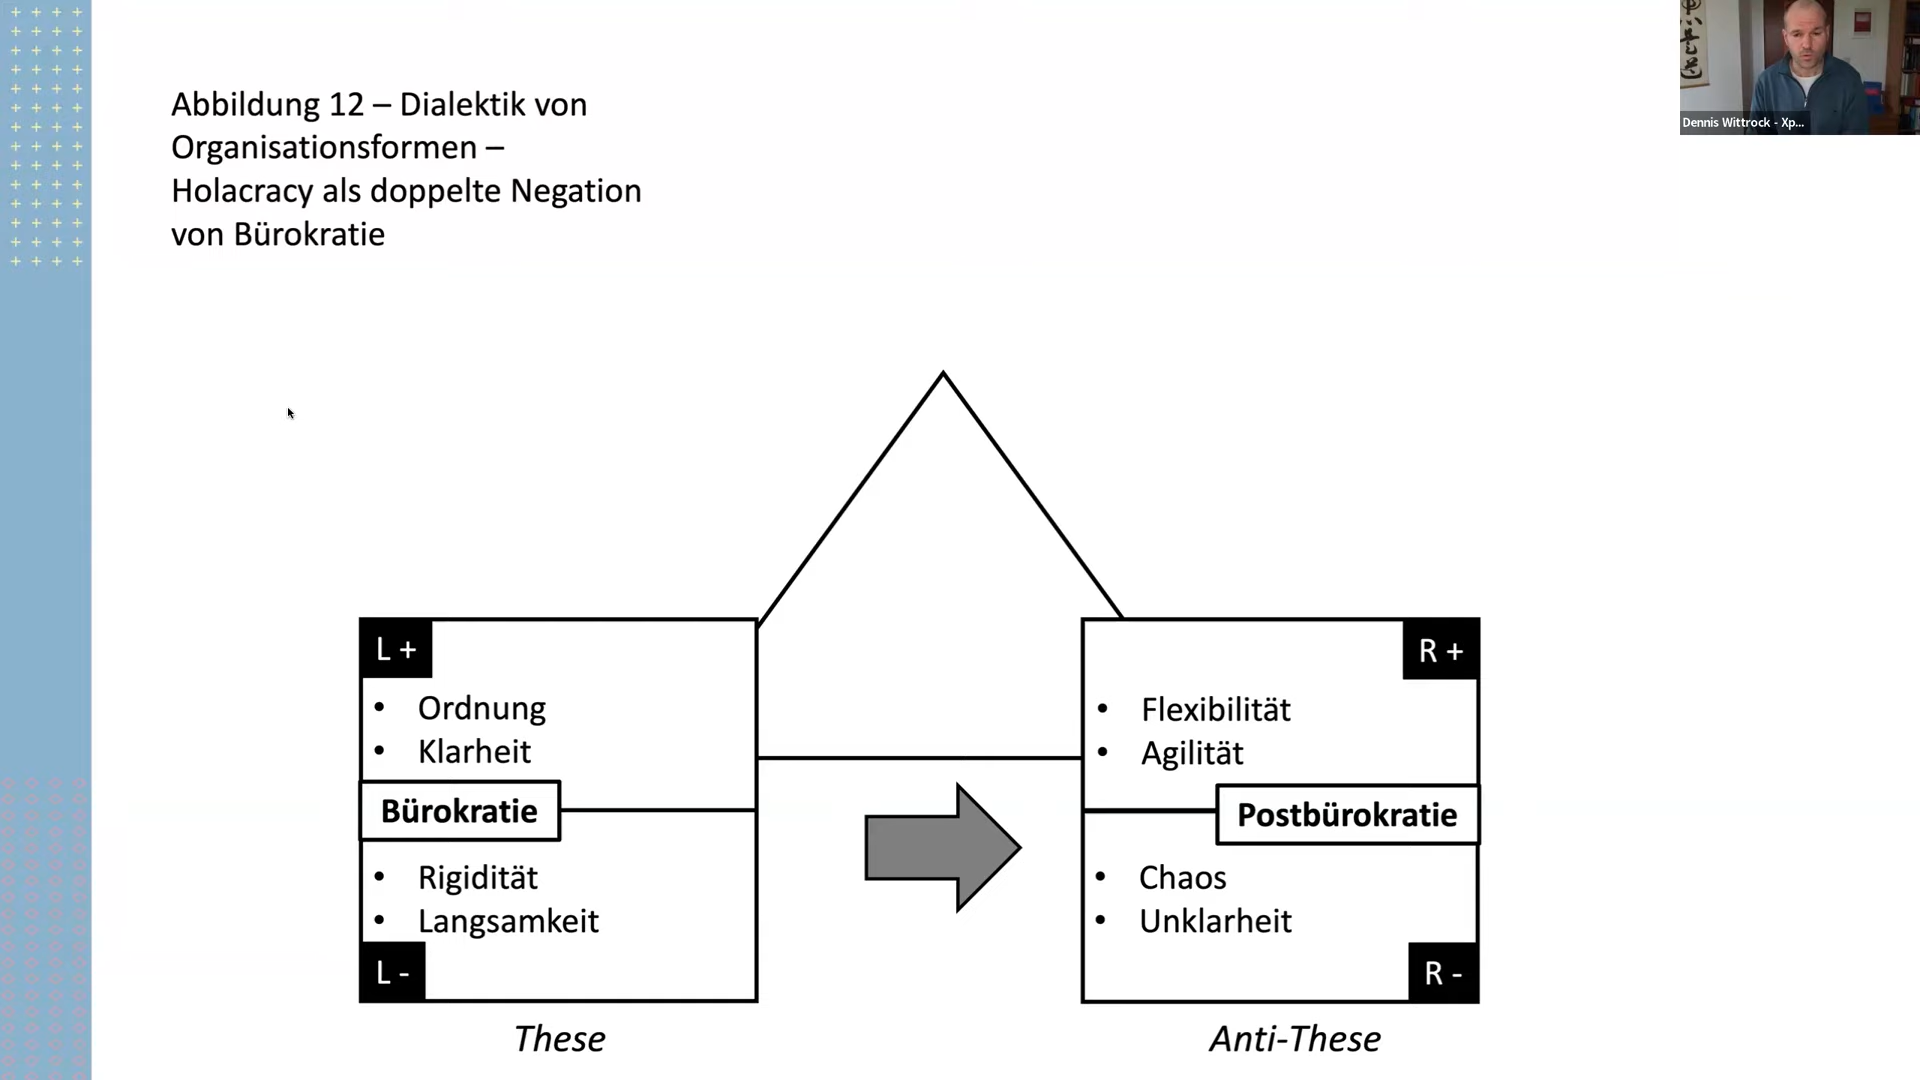 Abbildung 12 – Dialektik von
Organisationsformen –
Holacracy als doppelte Negation
von Bürokratie
Dennis Wittrock - Xp...
L +
• Ordnung
• Klarheit
Bürokratie
• Rigidität
• Langsamkeit
L -
These
R +
• Flexibilität
• Agilität
Postbürokratie
• Chaos
• Unklarheit
R -
Anti-These